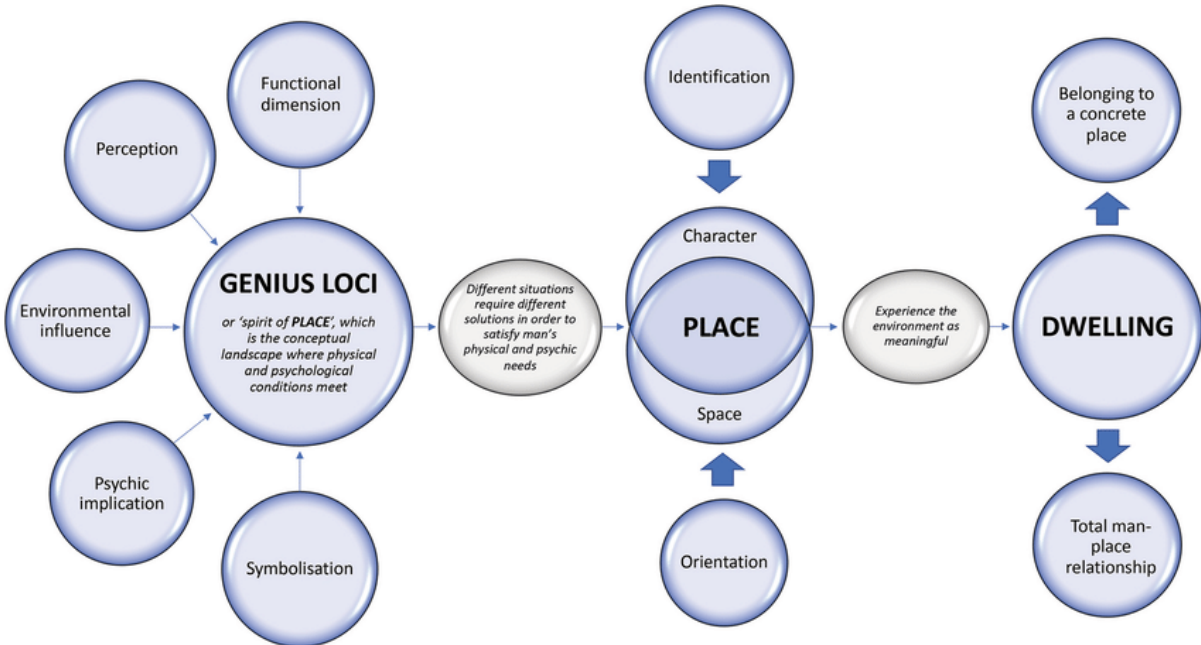 Functional
dimension
Perception
Environmental
influence
Psychic
implication
Symbolisation
GENIUS LOCI
or ‘spirit of PLACE’, which
is the conceptual
landscape where physical
and psychological
conditions meet
Different situations
require different
solutions in order to
satisfy man’s
physical and psychic
needs
Identification
Character
PLACE
Space
Orientation
Experience the
environment as
meaningful
DWELLING
Belonging to
a concrete
place
Total man-
place
relationship